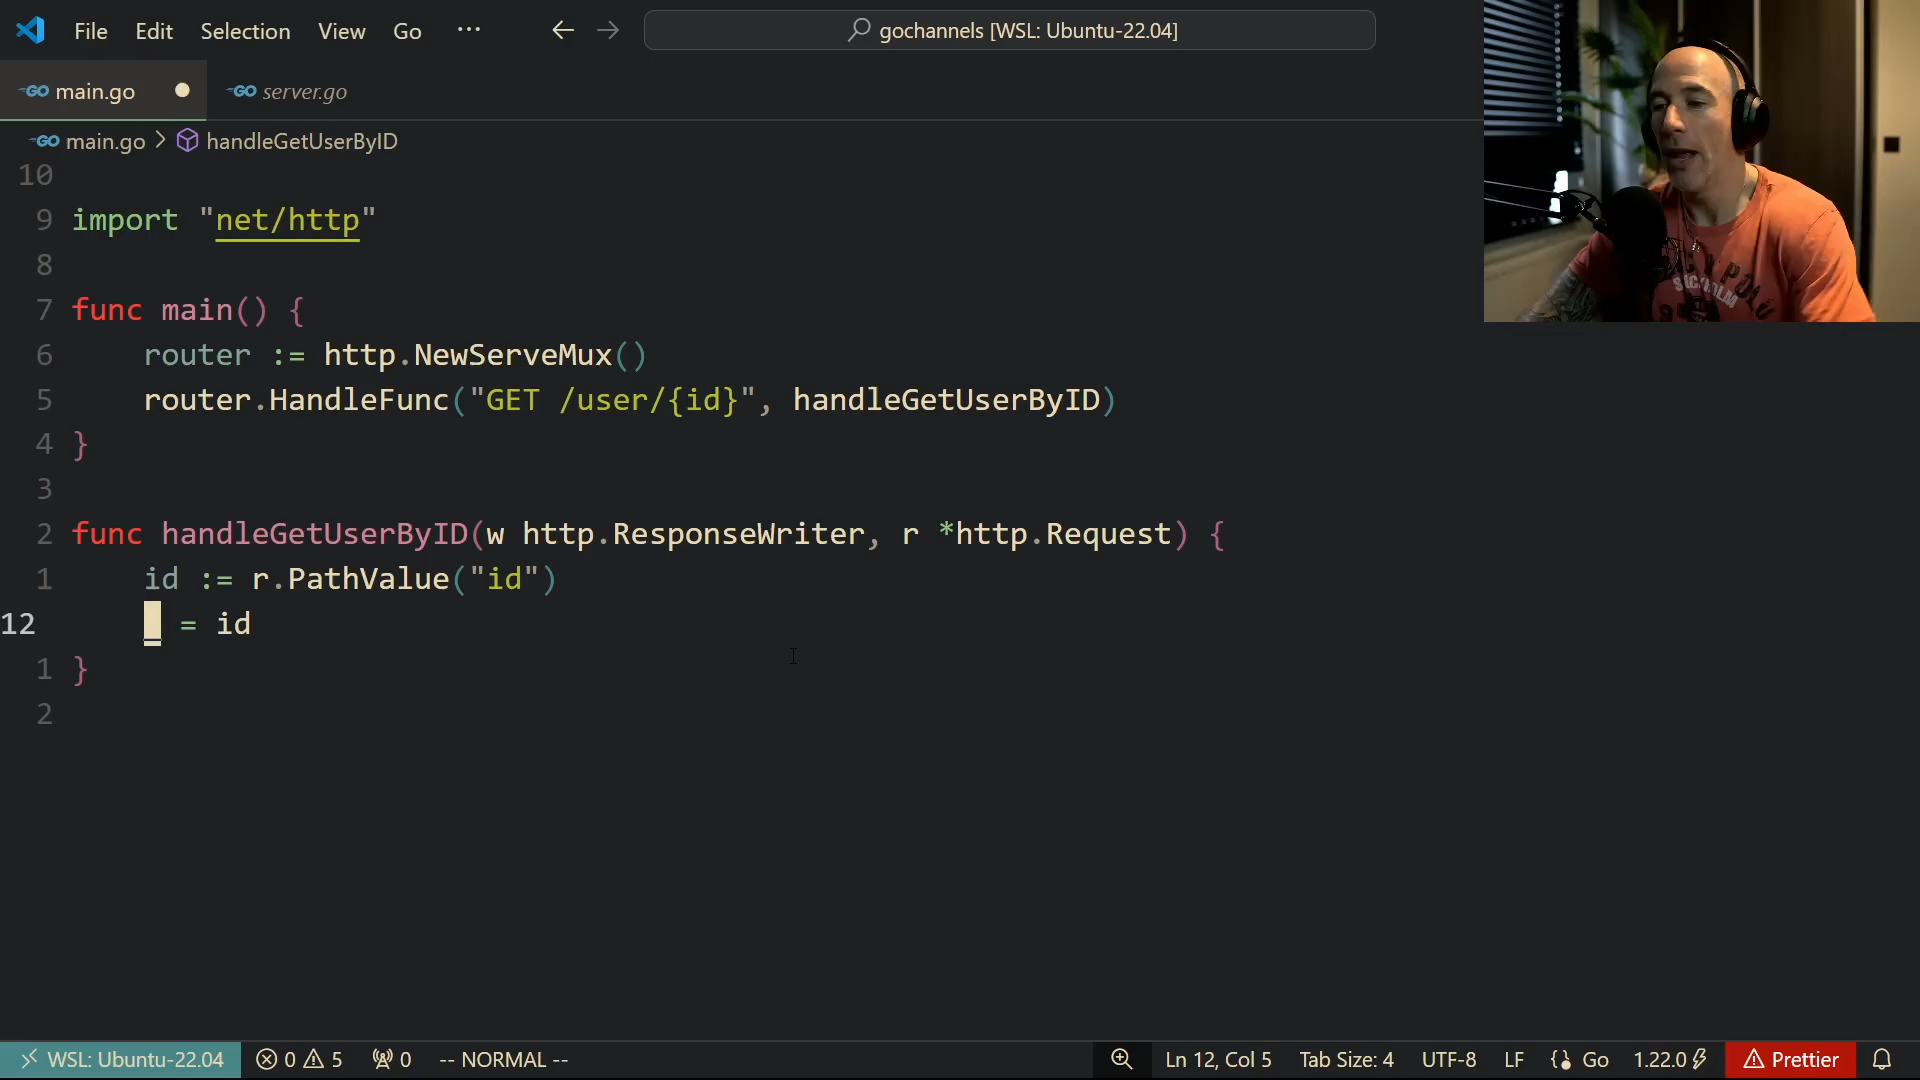 File Edit Selection View Go ··· gochannels [WSL: Ubuntu-22.04]
GO main.go GO server.go
GO main.go > handleGetUserByID
10
9 import "net/http"
8
7 func main() {
6 router := http.NewServeMux()
5 router.HandleFunc("GET /user/{id}", handleGetUserByID)
4 }
3
2 func handleGetUserByID(w http.ResponseWriter, r *http.Request) {
1 id := r.PathValue("id")
12 _ = id
1 }
2
WSL: Ubuntu-22.04 0 5 0 -- NORMAL -- Ln 12, Col 5 Tab Size: 4 UTF-8 LF Go 1.22.0 Prettier